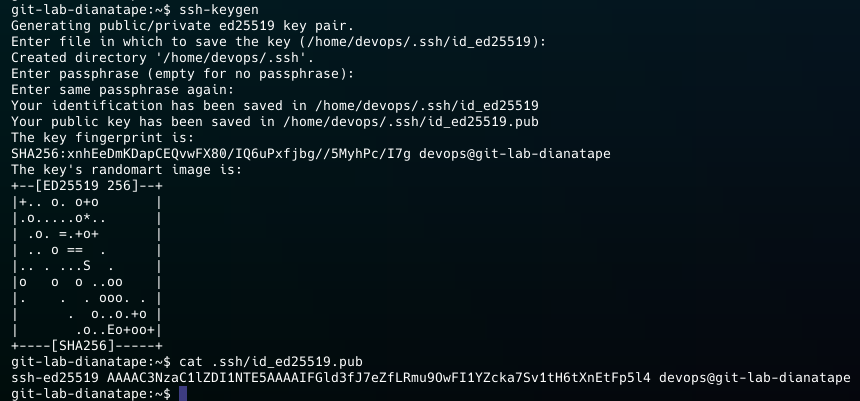 git-lab-dianatape:~$ ssh-keygen
Generating public/private ed25519 key pair.
Enter file in which to save the key (/home/devops/.ssh/id_ed25519):
Created directory '/home/devops/.ssh'.
Enter passphrase (empty for no passphrase):
Enter same passphrase again:
Your identification has been saved in /home/devops/.ssh/id_ed25519
Your public key has been saved in /home/devops/.ssh/id_ed25519.pub
The key fingerprint is:
SHA256:xnhEeDmKDapCEQvwFX80/IQ6uPxfjbg//5MyhPc/I7g devops@git-lab-dianatape
The key's randomart image is:
+--[ED25519 256]--+
|+.. o. o+o       |
|.o.....o*..      |
| .o. =.+o+       |
| .. o ==  .      |
|.. . ...S  .     |
|o   o  o ..oo    |
|.    .  . ooo. . |
|      .  o..o.+o |
|       .o..Eo+oo+|
+----[SHA256]-----+
git-lab-dianatape:~$ cat .ssh/id_ed25519.pub
ssh-ed25519 AAAAC3NzaC1lZDI1NTE5AAAAIFGld3fJ7eZfLRmu9OwFI1YZcka7Sv1tH6tXnEtFp5l4 devops@git-lab-dianatape
git-lab-dianatape:~$